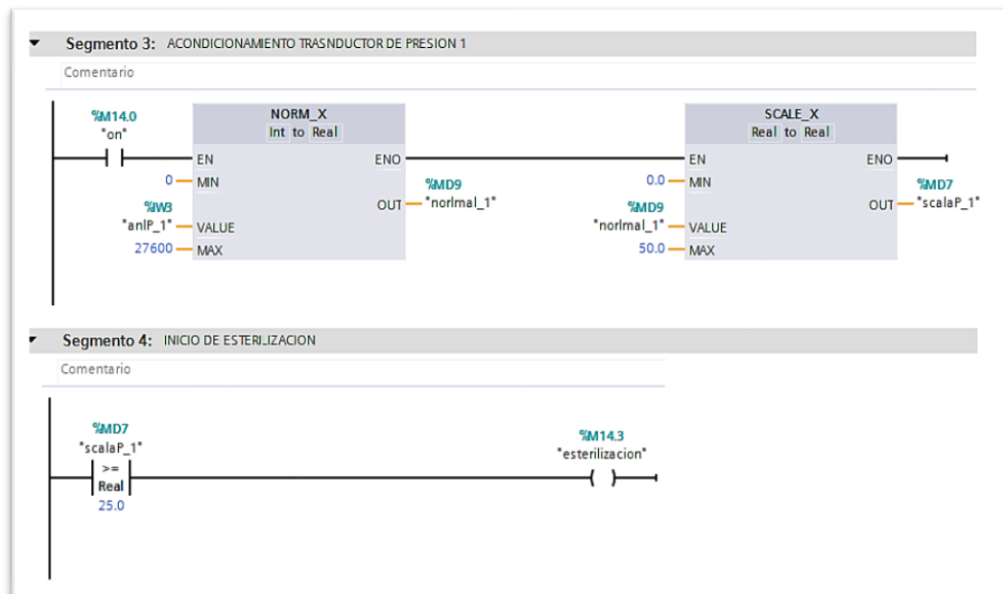 Segmento 3: ACONDICIONAMIENTO TRASNDUCTOR DE PRESION 1
Comentario
%M14.0
"on"
NORM_X
Int to Real
EN
ENO
0
MIN
%MD9
"norlmal_1"
OUT
%IW3
"anlP_1"
VALUE
27600
MAX
SCALE_X
Real to Real
EN
ENO
0.0
MIN
%MD7
"scalaP_1"
OUT
%MD9
"norlmal_1"
VALUE
50.0
MAX
Segmento 4: INICIO DE ESTERILIZACION
Comentario
%MD7
"scalaP_1"
>=
Real
25.0
%M14.3
"esterilizacion"